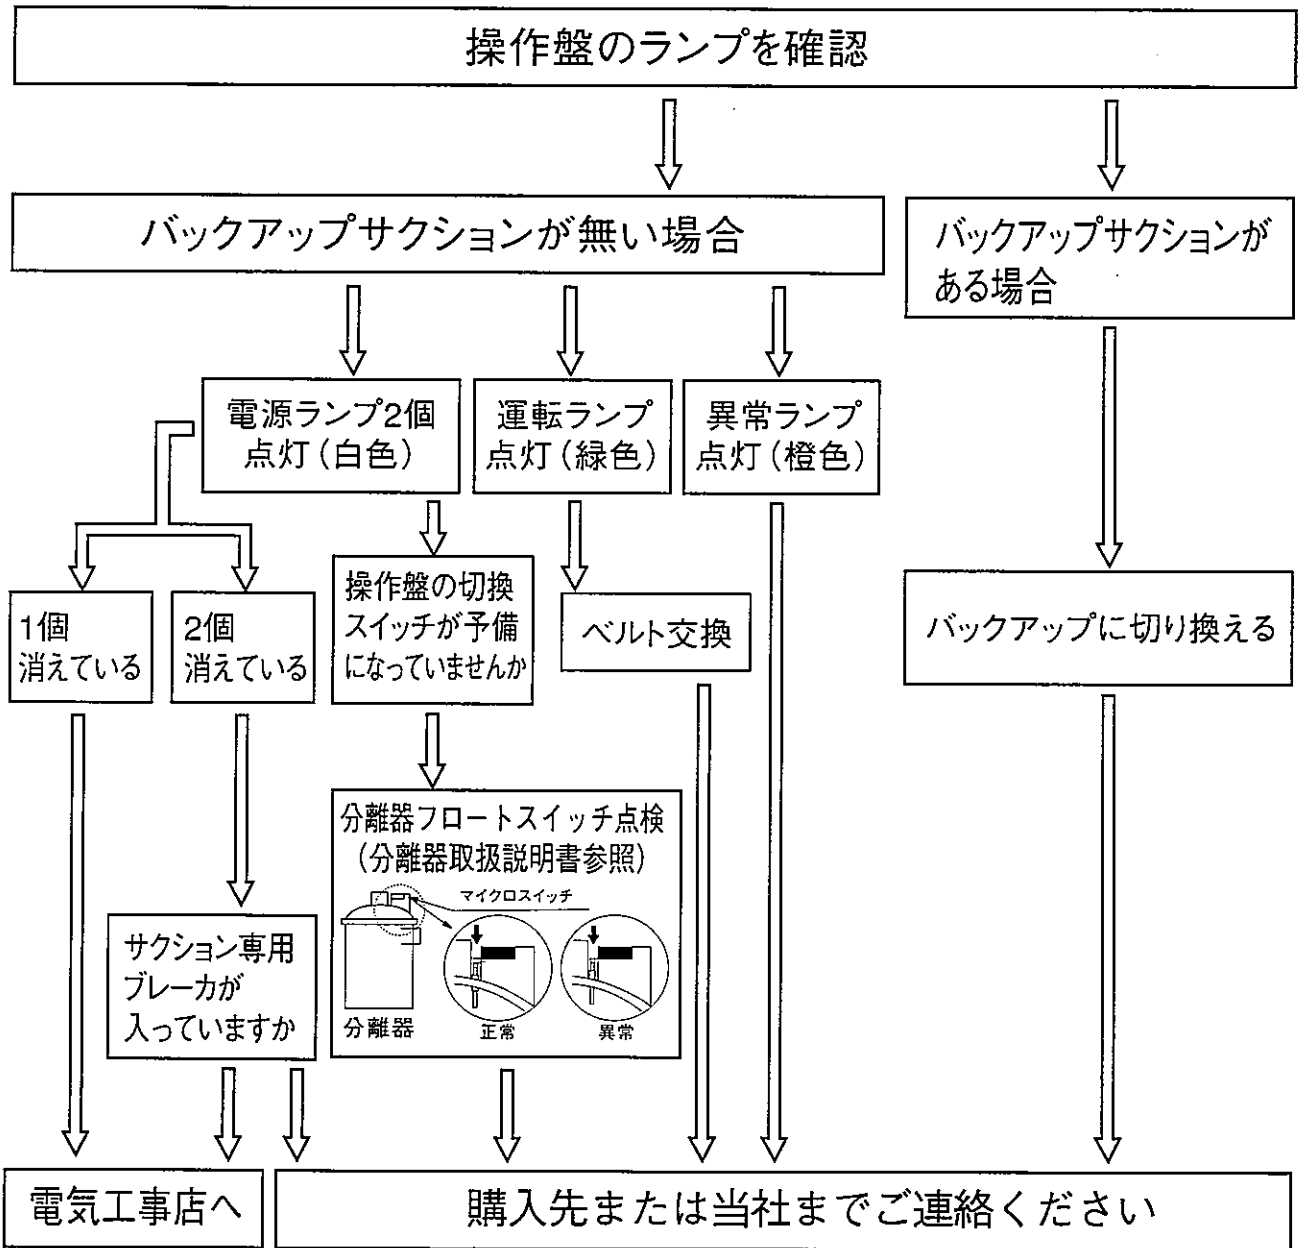 操作盤のランプを確認
バックアップサクションが無い場合
バックアップサクションが
ある場合
電源ランプ2個
点灯(白色)
運転ランプ
点灯(緑色)
異常ランプ
点灯(橙色)
1個
消えている
2個
消えている
操作盤の切換
スイッチが予備
になっていませんか
ベルト交換
バックアップに切り換える
分離器フロートスイッチ点検
(分離器取扱説明書参照)
マイクロスイッチ
分離器
正常
異常
サクション専用
ブレーカが
入っていますか
電気工事店へ
購入先または当社までご連絡ください